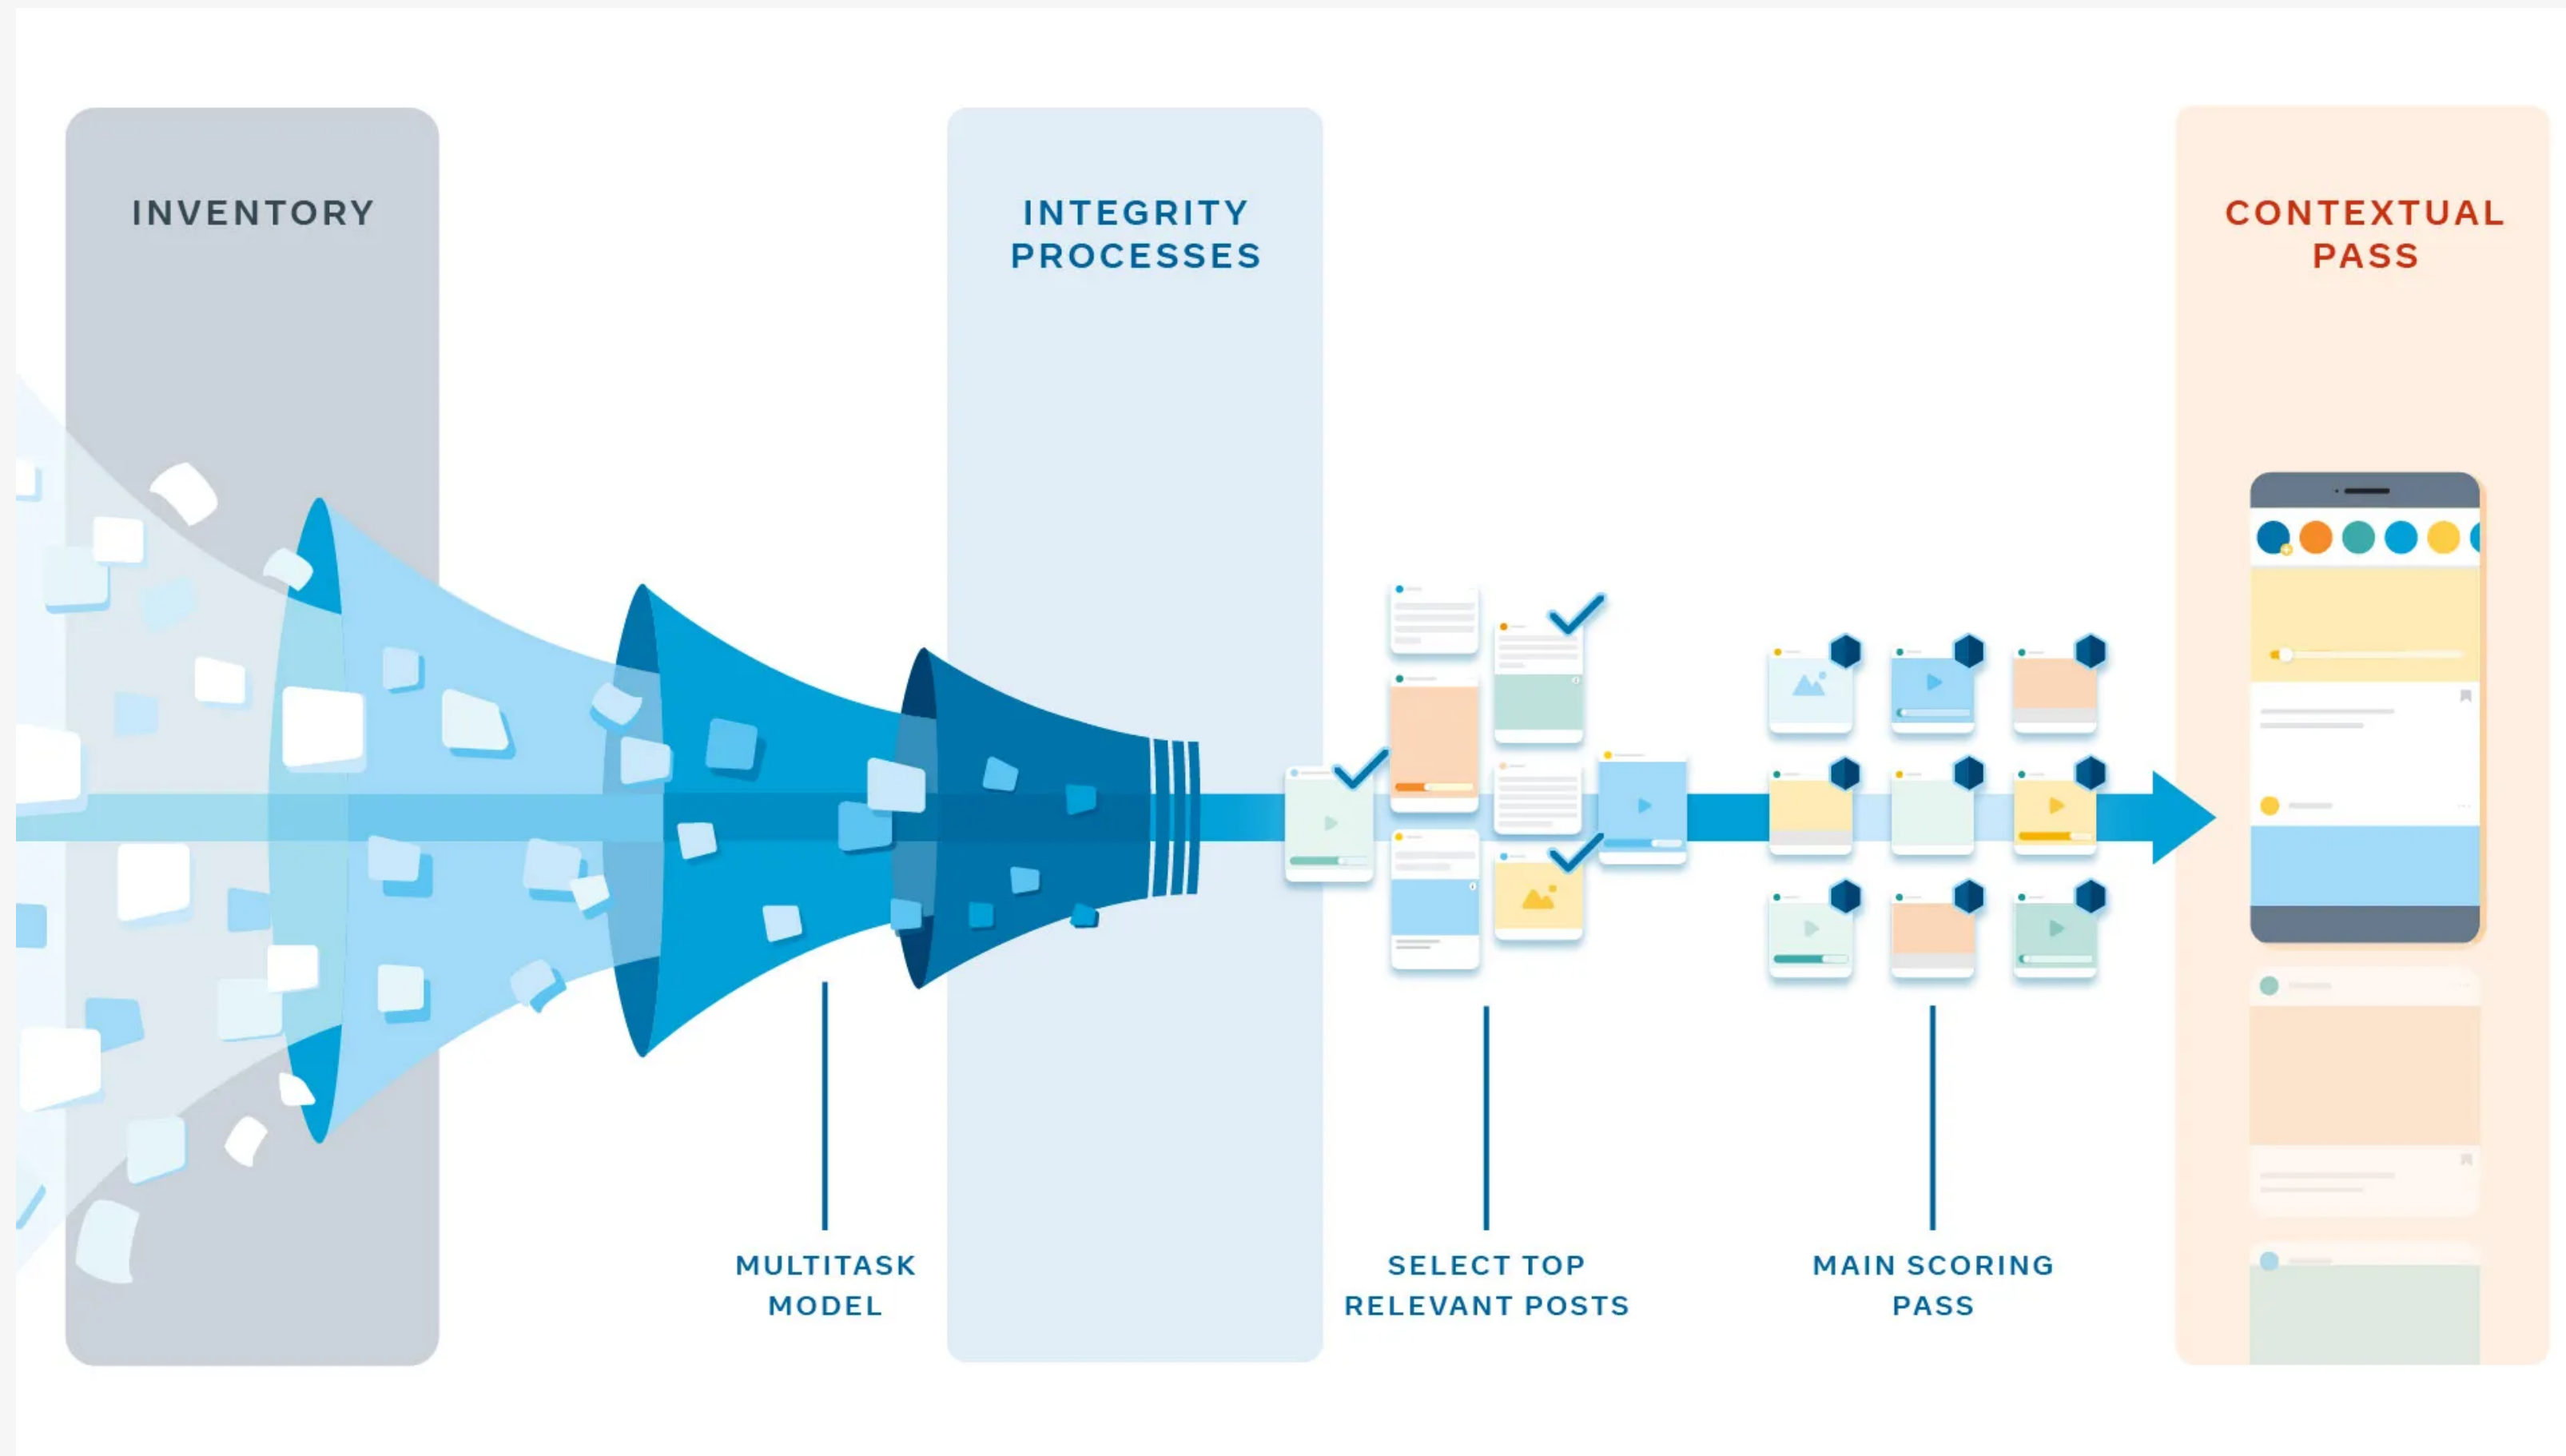 INVENTORY
INTEGRITY
PROCESSES
CONTEXTUAL
PASS
MULTITASK
MODEL
SELECT TOP
RELEVANT POSTS
MAIN SCORING
PASS